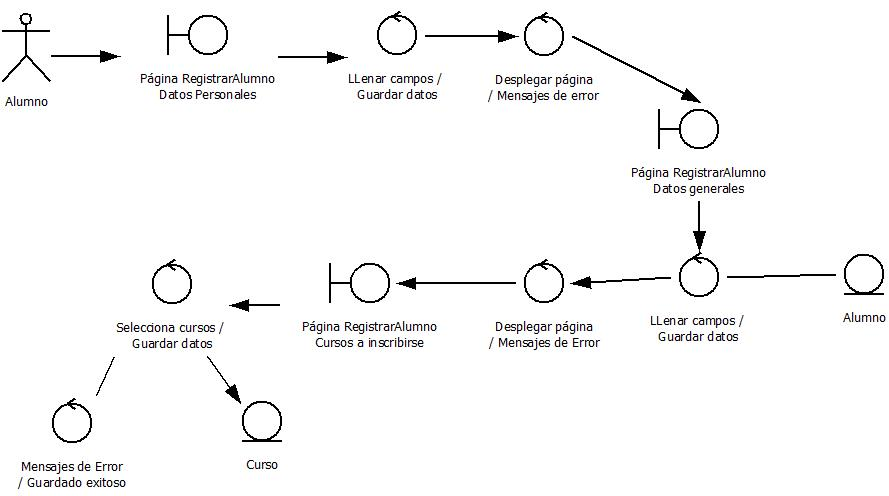 Alumno
Página RegistrarAlumno
Datos Personales
LLenar campos /
Guardar datos
Desplegar página
/ Mensajes de error
Página RegistrarAlumno
Datos generales
Alumno
LLenar campos /
Guardar datos
Desplegar página
/ Mensajes de Error
Página RegistrarAlumno
Cursos a inscribirse
Selecciona cursos /
Guardar datos
Mensajes de Error
/ Guardado exitoso
Curso